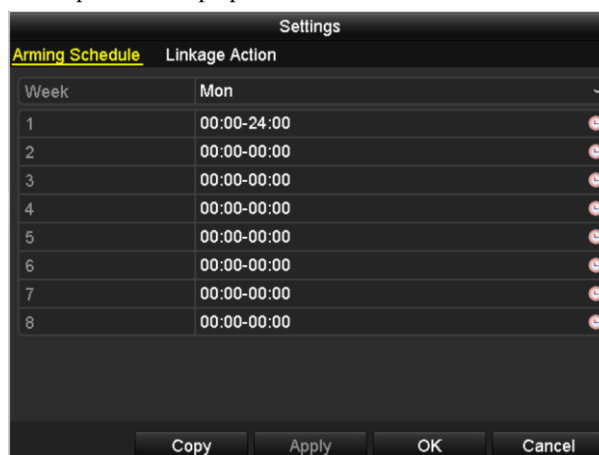 Settings
Arming Schedule Linkage Action
Week Mon
1 00:00-24:00
2 00:00-00:00
3 00:00-00:00
4 00:00-00:00
5 00:00-00:00
6 00:00-00:00
7 00:00-00:00
8 00:00-00:00
Copy Apply OK Cancel